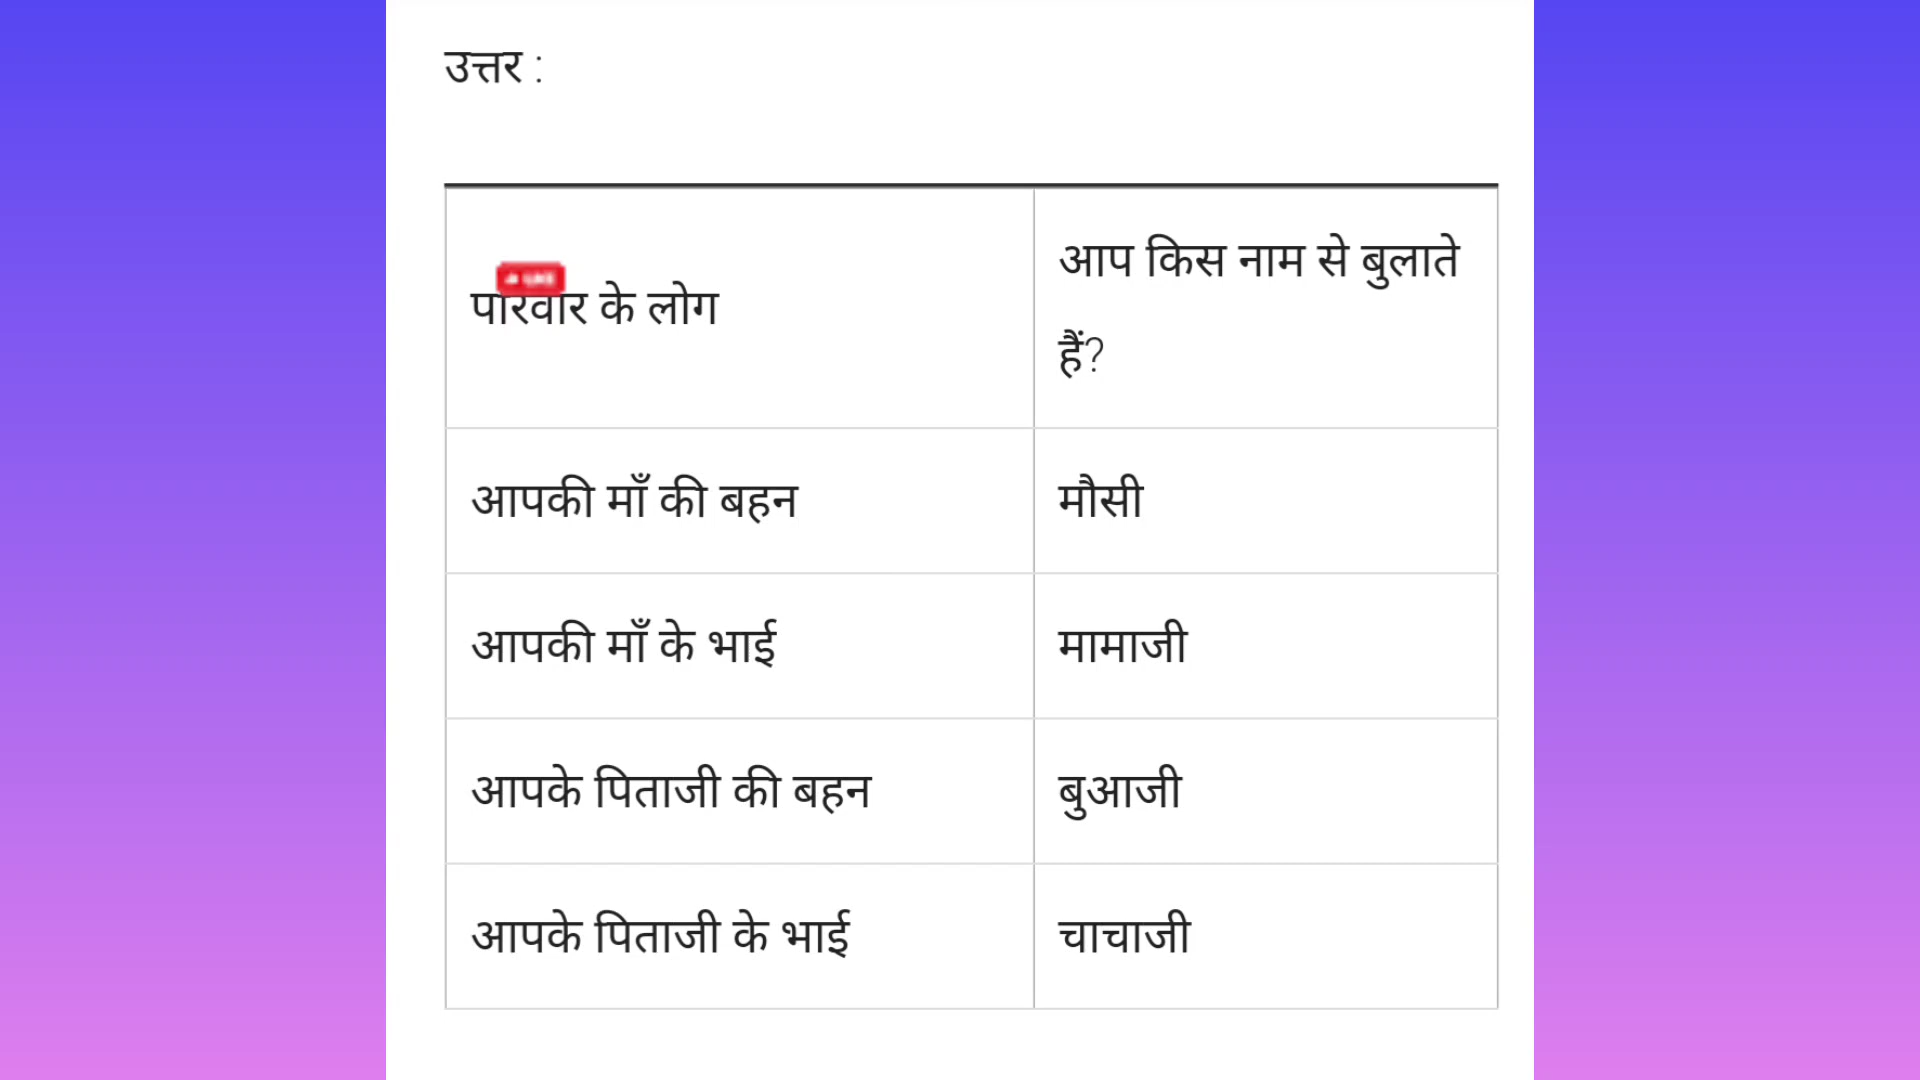 उत्तर :
परिवार के लोग
आप किस नाम से बुलाते
हैं?
आपकी माँ की बहन
मौसी
आपकी माँ के भाई
मामाजी
आपके पिताजी की बहन
बुआजी
आपके पिताजी के भाई
चाचाजी